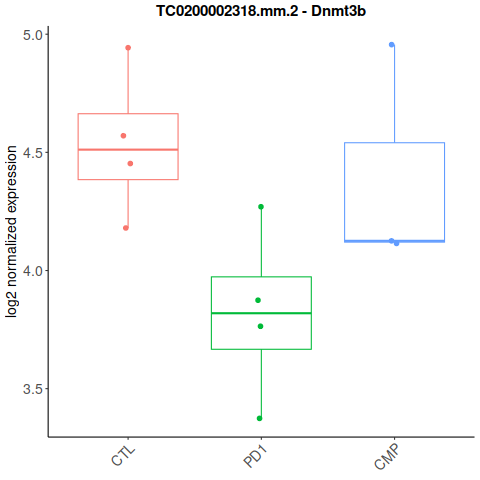 TC0200002318.mm.2 - Dnmt3b
log2 normalized expression
5.0
4.5
4.0
3.5
CTL
PD1
CMP